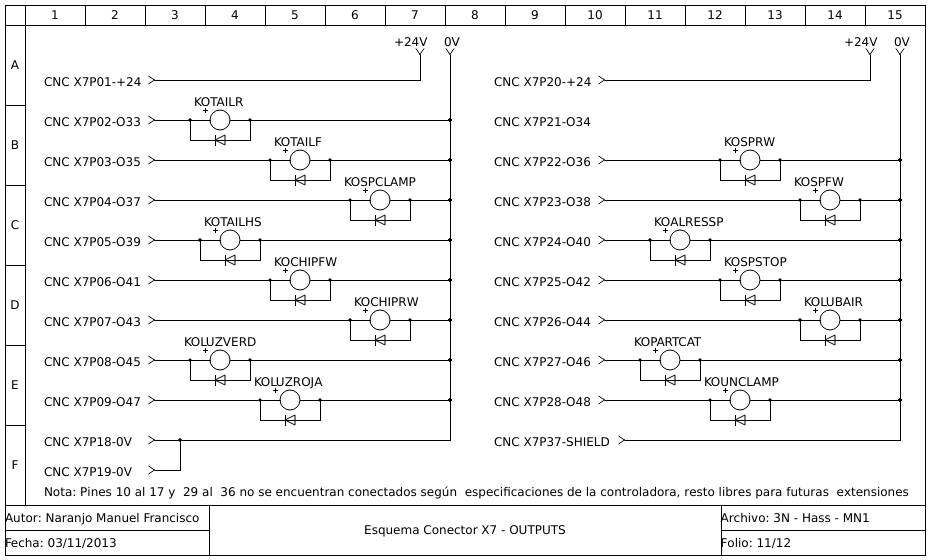 1 2 3 4 5 6 7 8 9 10 11 12 13 14 15
A
B
C
D
E
F
+24V 0V
CNC X7P01-+24
KOTAILR
+
CNC X7P02-O33
KOTAILF
+
CNC X7P03-O35
KOSPCLAMP
+
CNC X7P04-O37
KOTAILHS
+
CNC X7P05-O39
KOCHIPFW
+
CNC X7P06-O41
KOCHIPRW
+
CNC X7P07-O43
KOLUZVERD
+
CNC X7P08-O45
KOLUZROJA
+
CNC X7P09-O47
CNC X7P18-0V
CNC X7P19-0V
+24V 0V
CNC X7P20-+24
CNC X7P21-O34
KOSPRW
+
CNC X7P22-O36
KOSPFW
+
CNC X7P23-O38
KOALRESSP
+
CNC X7P24-O40
KOSPSTOP
+
CNC X7P25-O42
KOLUBAIR
+
CNC X7P26-O44
KOPARTCAT
+
CNC X7P27-O46
KOUNCLAMP
+
CNC X7P28-O48
CNC X7P37-SHIELD
Nota: Pines 10 al 17 y 29 al 36 no se encuentran conectados según especificaciones de la controladora, resto libres para futuras extensiones
Autor: Naranjo Manuel Francisco
Fecha: 03/11/2013
Esquema Conector X7 - OUTPUTS
Archivo: 3N - Hass - MN1
Folio: 11/12